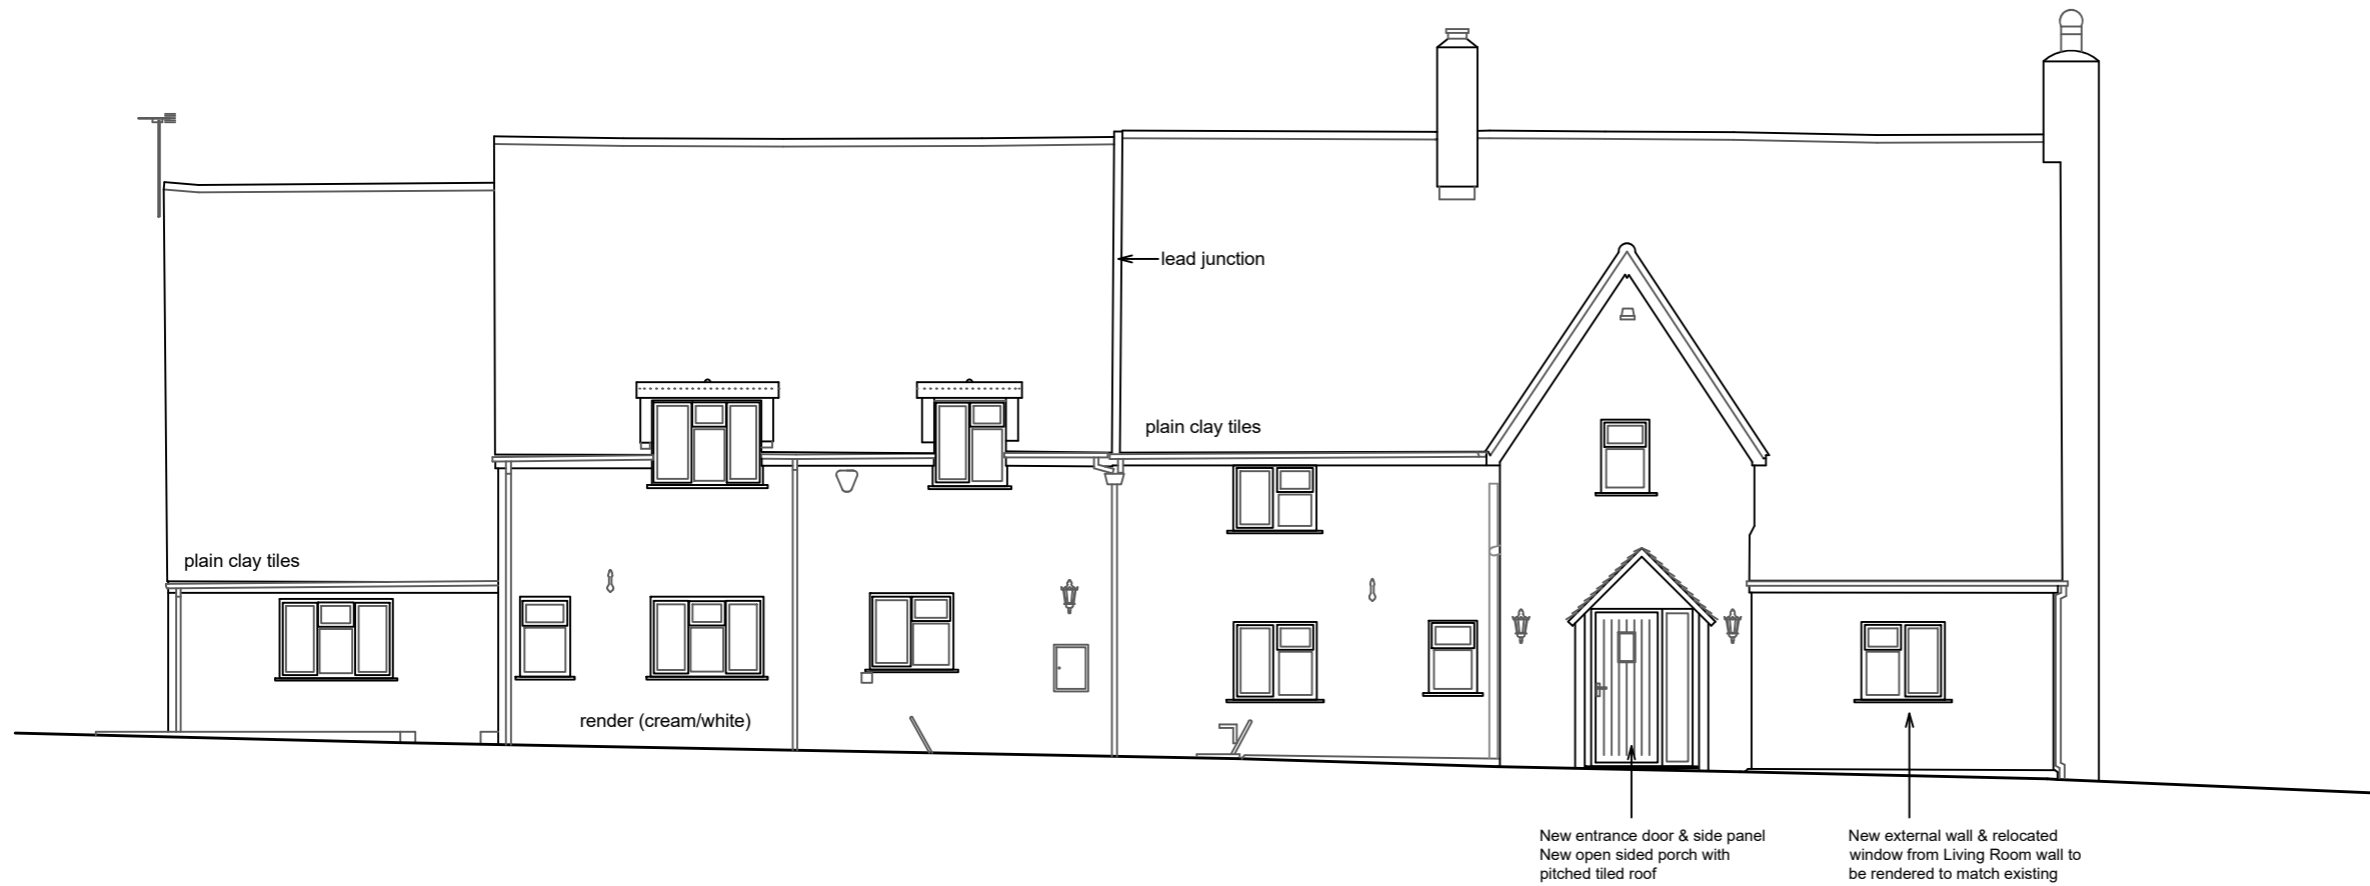 lead junction
plain clay tiles
plain clay tiles
render (cream/white)
New entrance door & side panel
New open sided porch with
pitched tiled roof
New external wall & relocated
window from Living Room wall to
be rendered to match existing